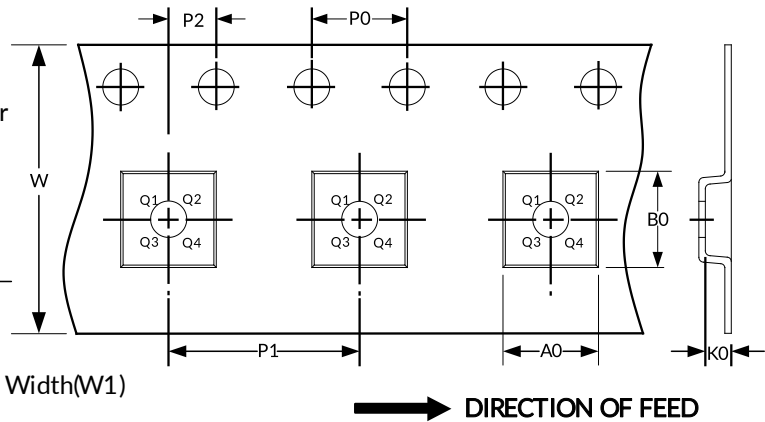 P2
P0
r
W
Q1 Q2
Q3 Q4
Q1 Q2
Q3 Q4
Q1 Q2
Q3 Q4
B0
P1
A0
K0
Width(W1)
DIRECTION OF FEED